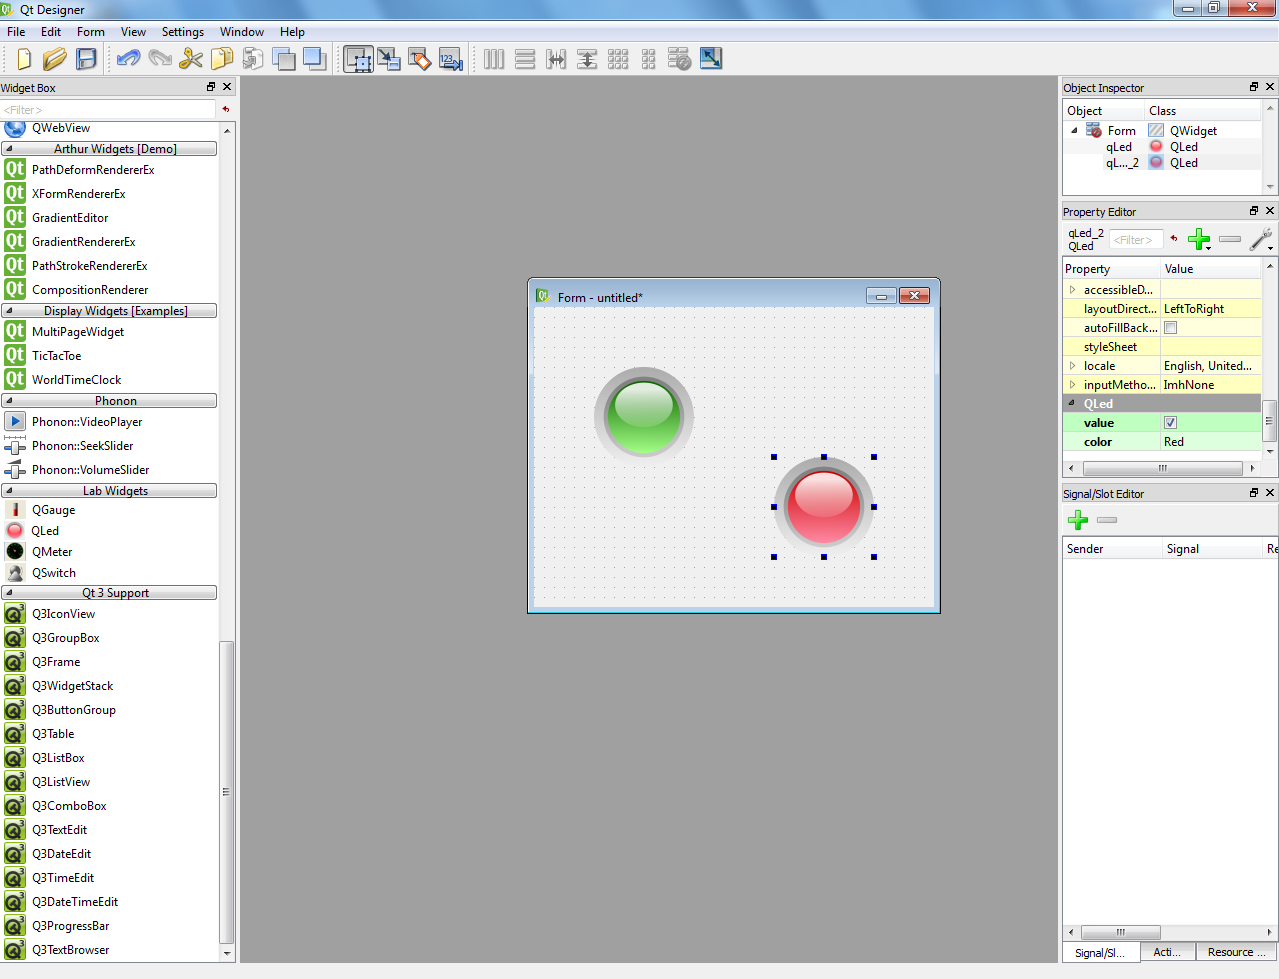 Qt Designer
File Edit Form View Settings Window Help
Widget Box
<Filter>
QWebView
Arthur Widgets [Demo]
PathDeformRendererEx
XFormRendererEx
GradientEditor
GradientRendererEx
PathStrokeRendererEx
CompositionRenderer
Display Widgets [Examples]
MultiPageWidget
TicTacToe
WorldTimeClock
Phonon
Phonon::VideoPlayer
Phonon::SeekSlider
Phonon::VolumeSlider
Lab Widgets
QGauge
QLed
QMeter
QSwitch
Qt 3 Support
Q3IconView
Q3GroupBox
Q3Frame
Q3WidgetStack
Q3ButtonGroup
Q3Table
Q3ListBox
Q3ListView
Q3ComboBox
Q3TextEdit
Q3DateEdit
Q3TimeEdit
Q3DateTimeEdit
Q3ProgressBar
Q3TextBrowser
Form - untitled*
Object Inspector
Object Class
Form QWidget
qLed QLed
qL..._2 QLed
Property Editor
qLed_2
QLed
<Filter>
Property Value
accessibleD...
layoutDirect... LeftToRight
autoFillBack...
styleSheet
locale English, United...
inputMetho... ImhNone
QLed
value
color Red
Signal/Slot Editor
Sender Signal Re
Signal/Sl... Acti... Resource ...